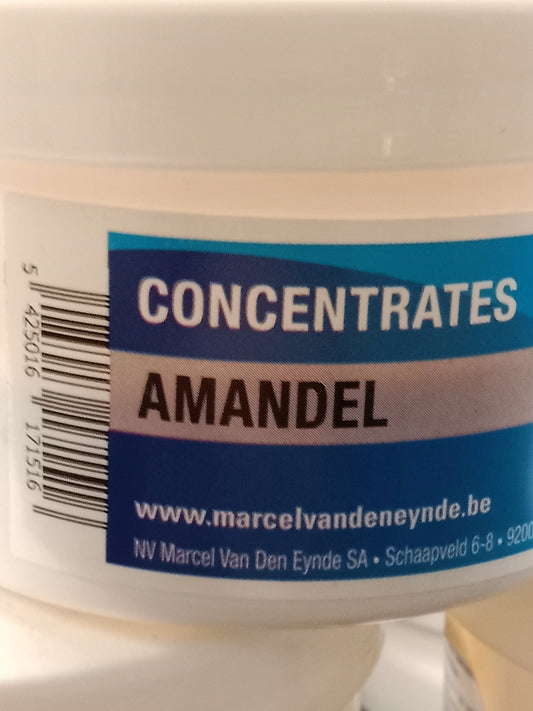 CONCENTRATES
AMANDEL
www.marcelvandeneynde.be
NV Marcel Van Den Eynde SA • Schaapveld 6-8 • 9200
5 425016 171516